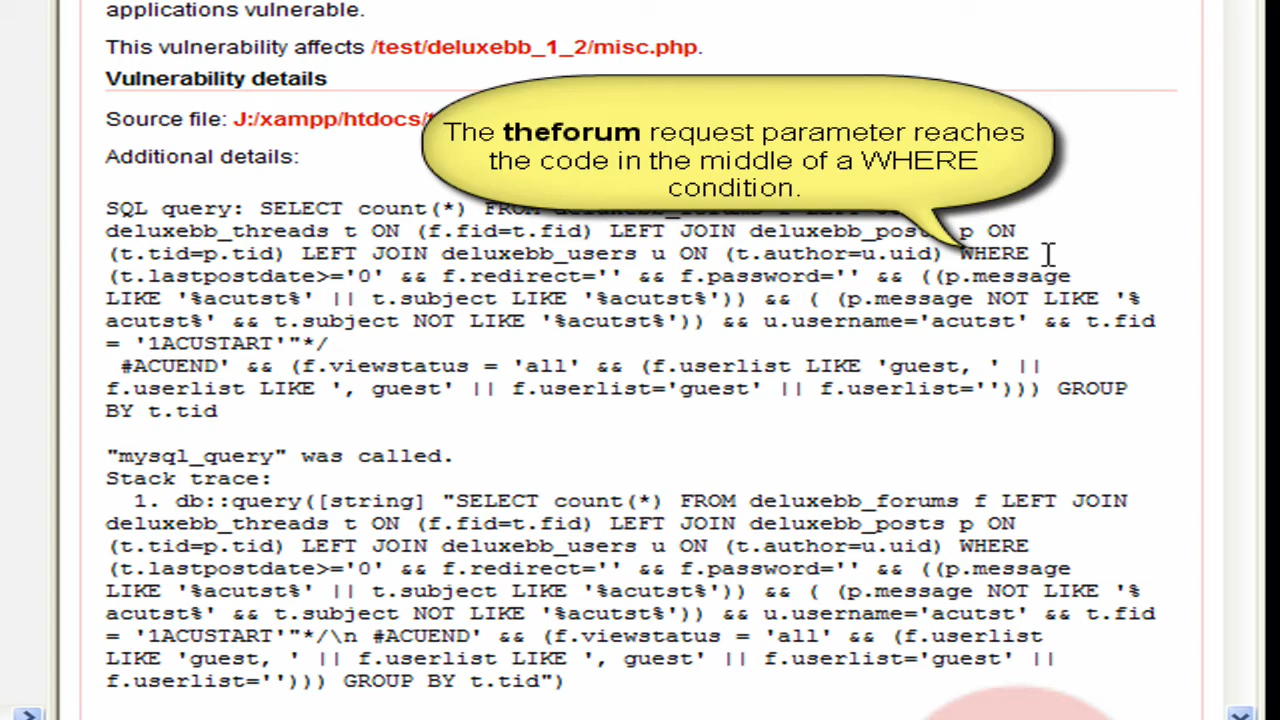 applications vulnerable.
This vulnerability affects /test/deluxebb_1_2/misc.php.
Vulnerability details
Source file: J:/xampp/htdocs/
The theforum request parameter reaches
the code in the middle of a WHERE
condition.
Additional details:
SQL query: SELECT count(*)
deluxebb_threads t ON (f.fid=t.fid) LEFT JOIN deluxebb_posts p ON
(t.tid=p.tid) LEFT JOIN deluxebb_users u ON (t.author=u.uid) WHERE
(t.lastpostdate>='0' && f.redirect='' && f.password='' && ((p.message
LIKE '%acutst%' || t.subject LIKE '%acutst%')) && ( (p.message NOT LIKE '%
acutst%' && t.subject NOT LIKE '%acutst%')) && u.username='acutst' && t.fid
= '1ACUSTART'"*/
#ACUEND' && (f.viewstatus = 'all' && (f.userlist LIKE 'guest, ' ||
f.userlist LIKE ', guest' || f.userlist='guest' || f.userlist=''))) GROUP
BY t.tid
"mysql_query" was called.
Stack trace:
1. db::query([string] "SELECT count(*) FROM deluxebb_forums f LEFT JOIN
deluxebb_threads t ON (f.fid=t.fid) LEFT JOIN deluxebb_posts p ON
(t.tid=p.tid) LEFT JOIN deluxebb_users u ON (t.author=u.uid) WHERE
(t.lastpostdate>='0' && f.redirect='' && f.password='' && ((p.message
LIKE '%acutst%' || t.subject LIKE '%acutst%')) && ( (p.message NOT LIKE '%
acutst%' && t.subject NOT LIKE '%acutst%')) && u.username='acutst' && t.fid
= '1ACUSTART'"*/\n #ACUEND' && (f.viewstatus = 'all' && (f.userlist
LIKE 'guest, ' || f.userlist LIKE ', guest' || f.userlist='guest' ||
f.userlist=''))) GROUP BY t.tid")